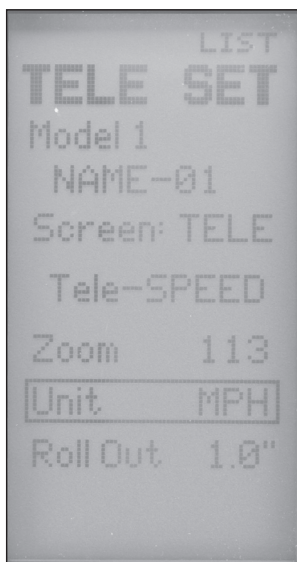 LIST
TELE SET
Model 1
NAME-01
Screen: TELE
Tele-SPEED
Zoom 113
Unit MPH
Roll Out 1.0"